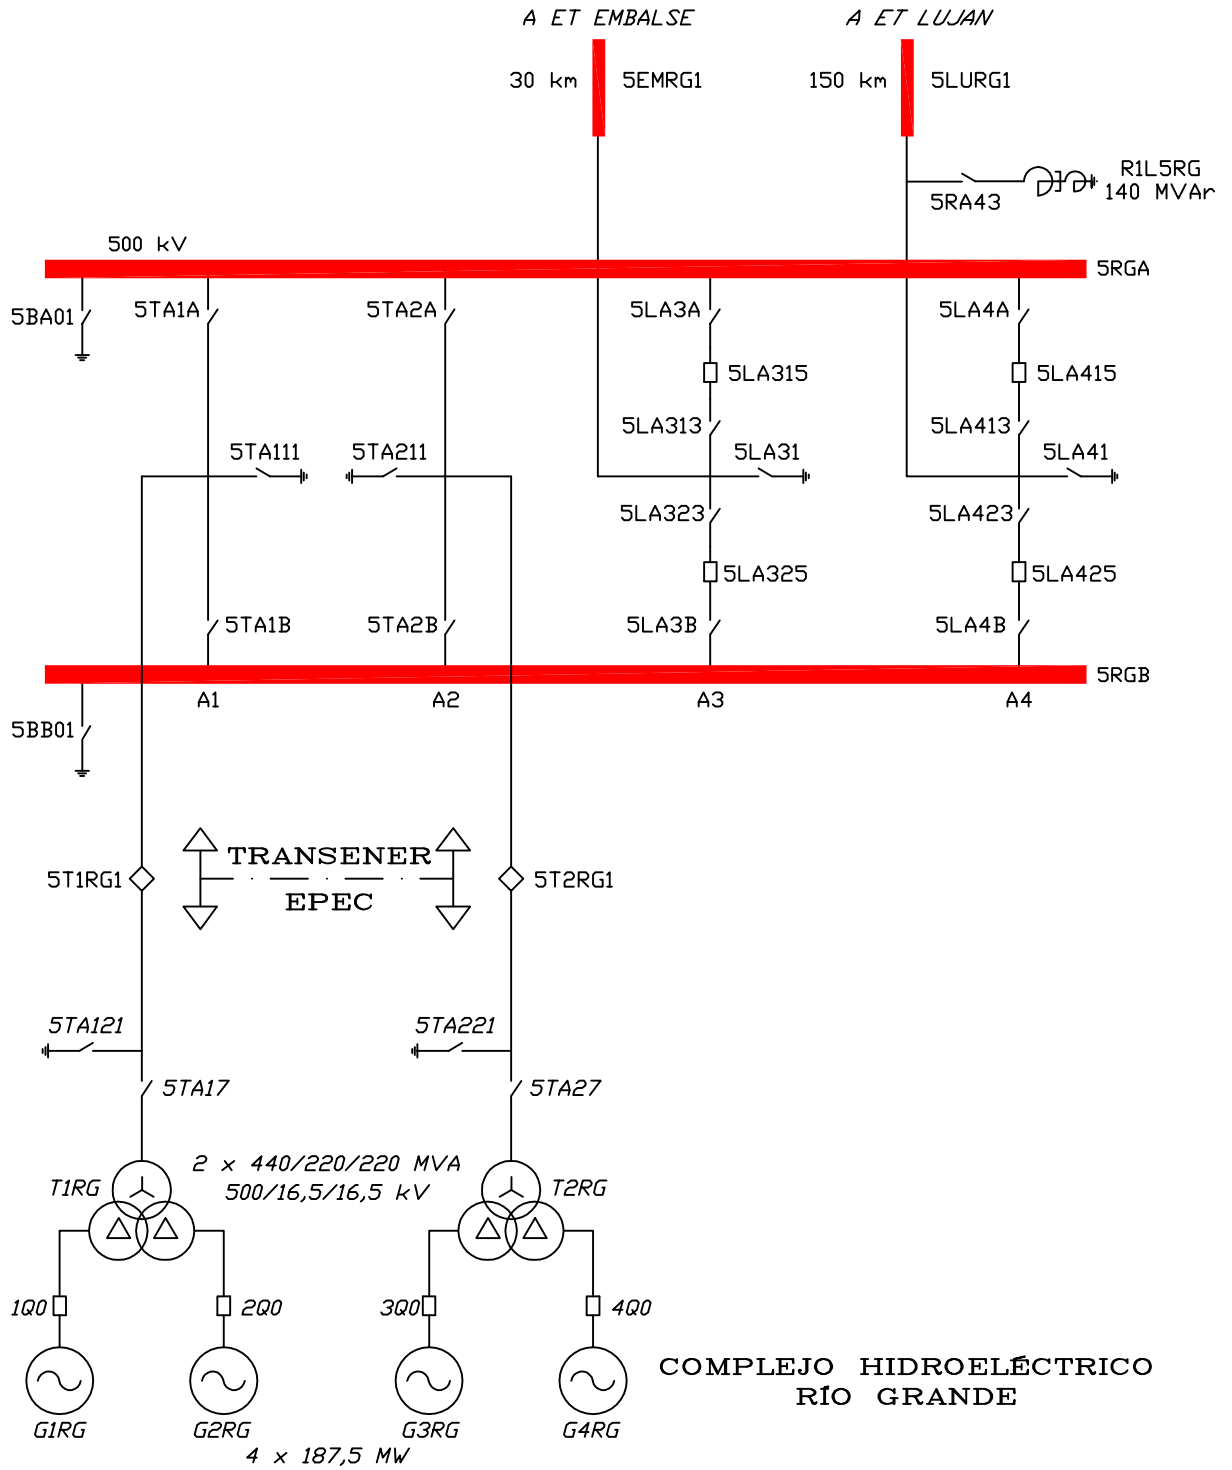 A ET EMBALSE
A ET LUJAN
30 km
5EMRG1
150 km
5LURG1
R1L5RG
140 MVAr
5RA43
500 kV
5RGA
5BA01
5TA1A
5TA2A
5LA3A
5LA4A
5LA315
5LA415
5LA313
5LA413
5TA111
5TA211
5LA31
5LA41
5LA323
5LA423
5LA325
5LA425
5TA1B
5TA2B
5LA3B
5LA4B
5RGB
A1
A2
A3
A4
5BB01
TRANSENER
5T1RG1
5T2RG1
EPEC
5TA121
5TA221
5TA17
5TA27
2 x 440/220/220 MVA
500/16,5/16,5 kV
T1RG
T2RG
1Q0
2Q0
3Q0
4Q0
COMPLEJO HIDROELÉCTRICO
RÍO GRANDE
G1RG
G2RG
G3RG
G4RG
4 x 187,5 MW